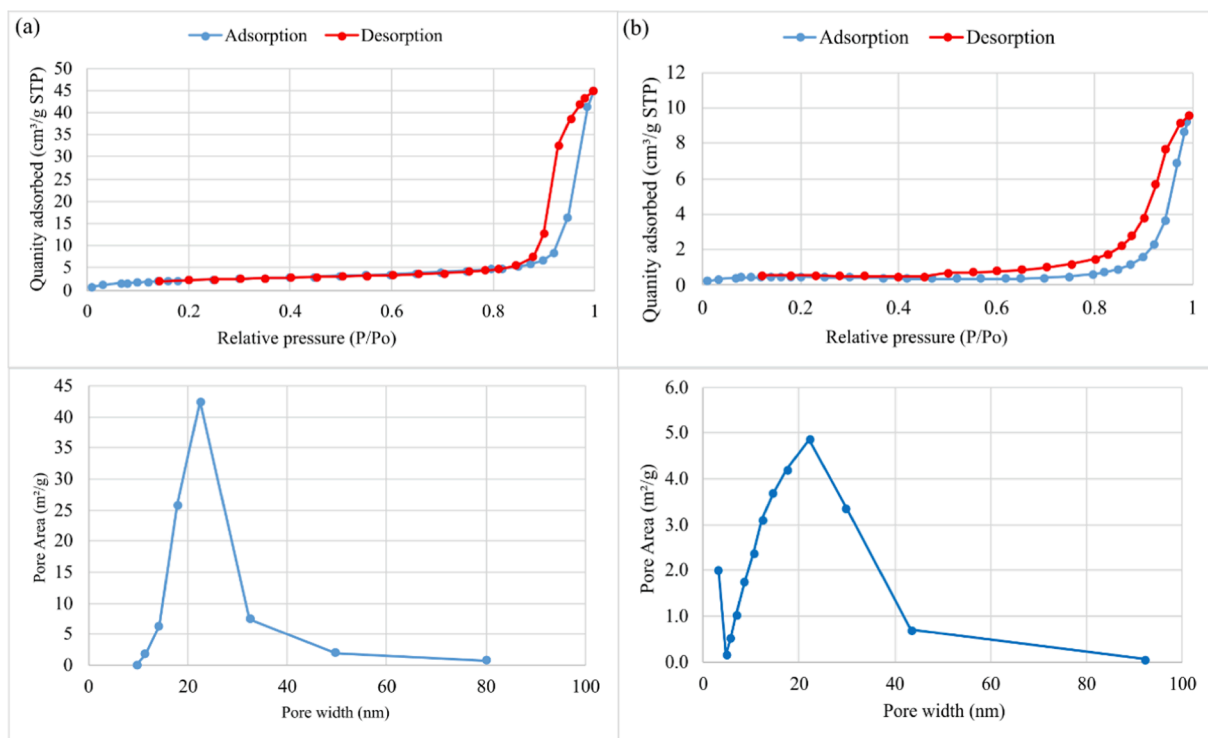 (a)
Adsorption Desorption
Quanity adsorbed (cm³/g STP)
50
45
40
35
30
25
20
15
10
5
0
0 0.2 0.4 0.6 0.8 1
Relative pressure (P/Po)
(b)
Adsorption Desorption
Quanity adsorbed (cm³/g STP)
12
10
8
6
4
2
0
0 0.2 0.4 0.6 0.8 1
Relative pressure (P/Po)
Pore Area (m²/g)
45
40
35
30
25
20
15
10
5
0
0 20 40 60 80 100
Pore width (nm)
Pore Area (m²/g)
6.0
5.0
4.0
3.0
2.0
1.0
0.0
0 20 40 60 80 100
Pore width (nm)